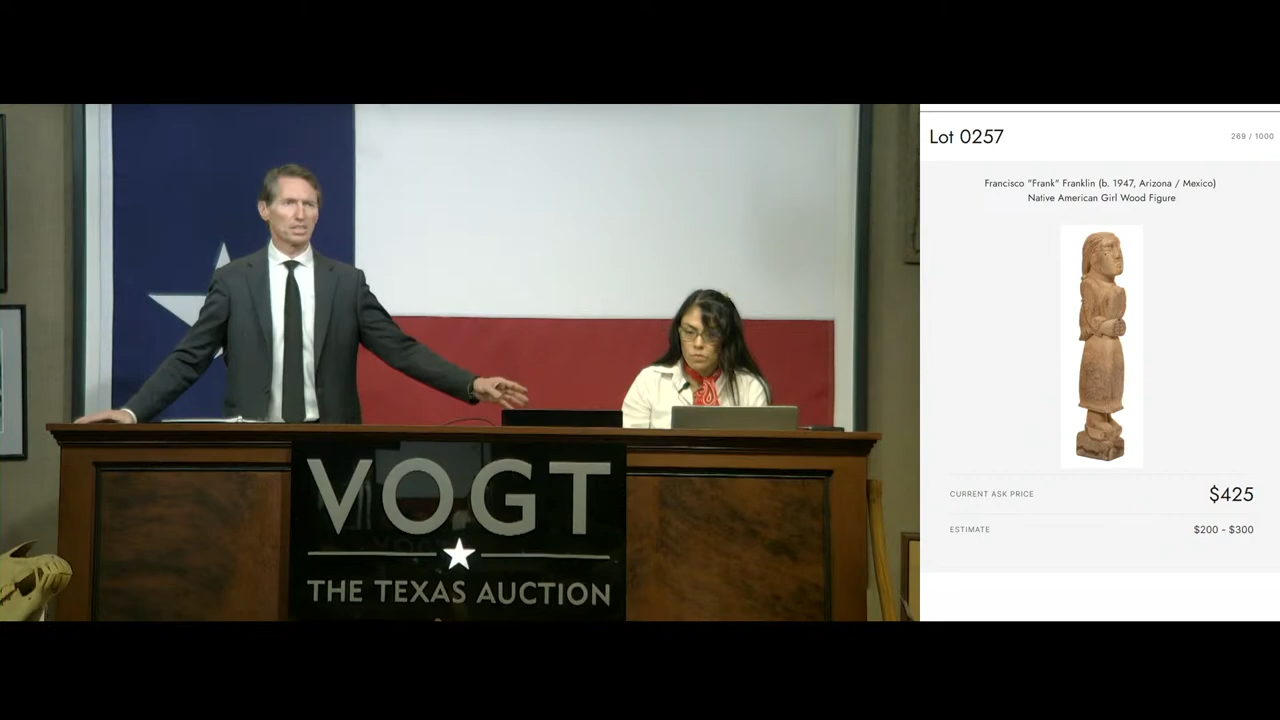 VOGT
THE TEXAS AUCTION
Lot 0257
269 / 1000
Francisco "Frank" Franklin (b. 1947, Arizona / Mexico)
Native American Girl Wood Figure
CURRENT ASK PRICE
$425
ESTIMATE
$200 - $300